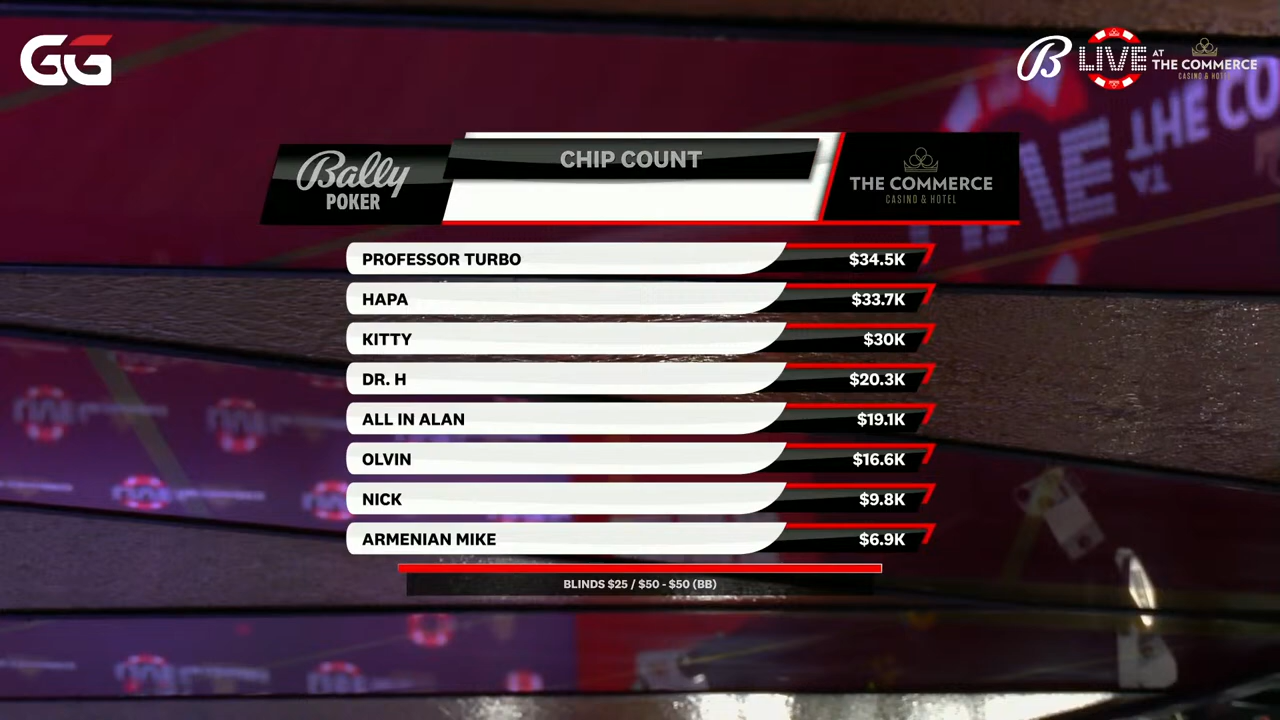 GG
B LIVE AT THE COMMERCE
CASINO & HOTEL
Bally
POKER
CHIP COUNT
THE COMMERCE
CASINO & HOTEL
PROFESSOR TURBO $34.5K
HAPA $33.7K
KITTY $30K
DR. H $20.3K
ALL IN ALAN $19.1K
OLVIN $16.6K
NICK $9.8K
ARMENIAN MIKE $6.9K
BLINDS $25 / $50 - $50 (BB)